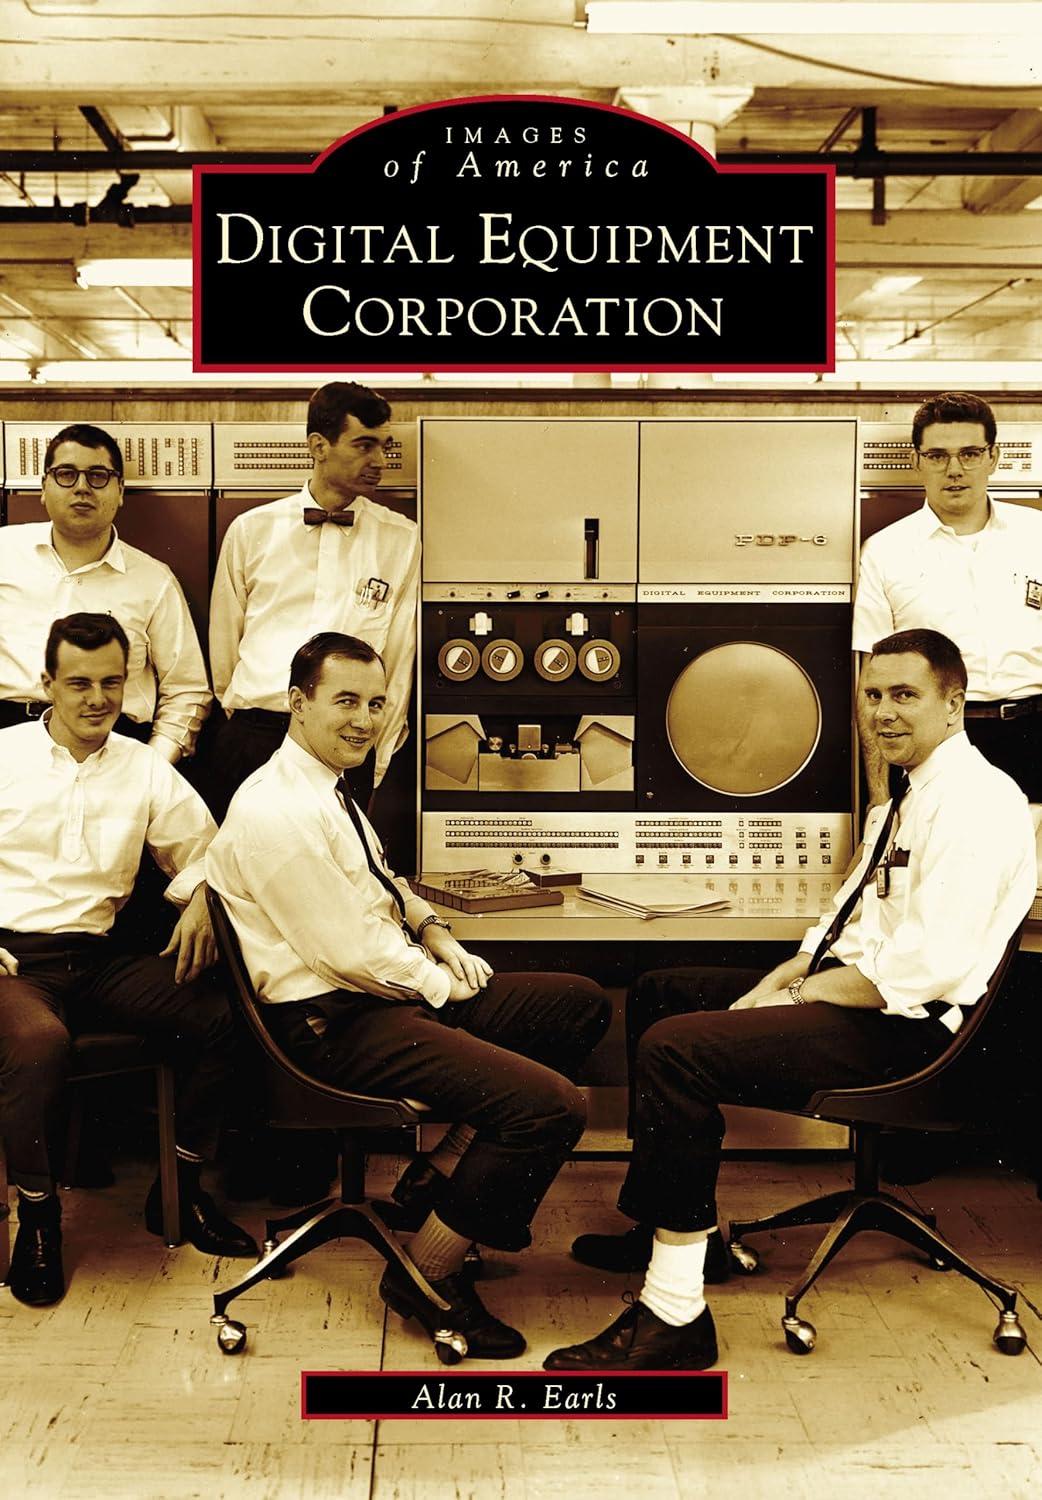 IMAGES
of America
DIGITAL EQUIPMENT
CORPORATION
PDP-6
DIGITAL EQUIPMENT CORPORATION
Alan R. Earls